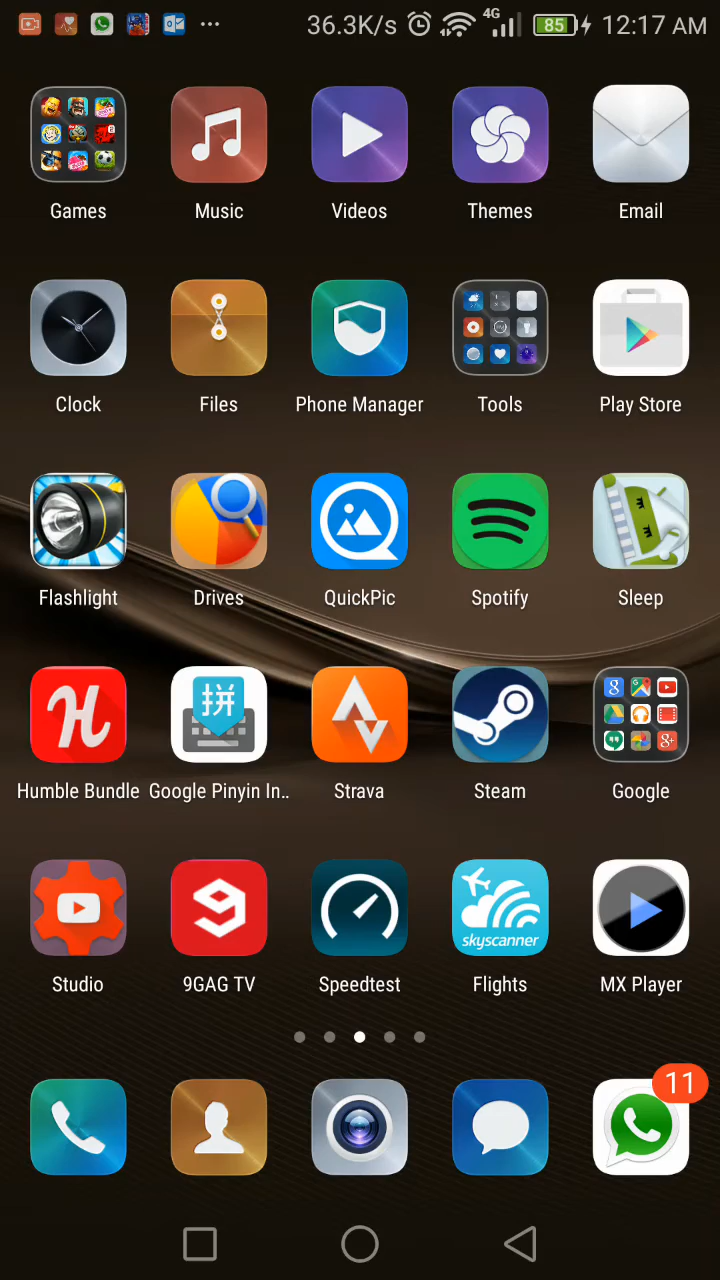 36.3K/s 4G 85 12:17 AM
Games Music Videos Themes Email
Clock Files Phone Manager Tools Play Store
Flashlight Drives QuickPic Spotify Sleep
拼
Humble Bundle Google Pinyin In.. Strava Steam Google
skyscanner
Studio 9GAG TV Speedtest Flights MX Player
11